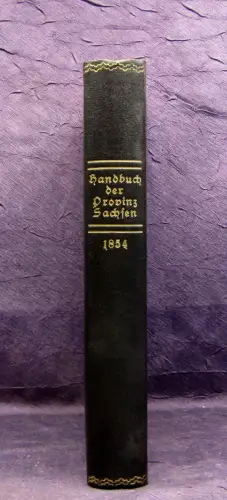 Handbuch
der
Provinz
Sachsen
1854